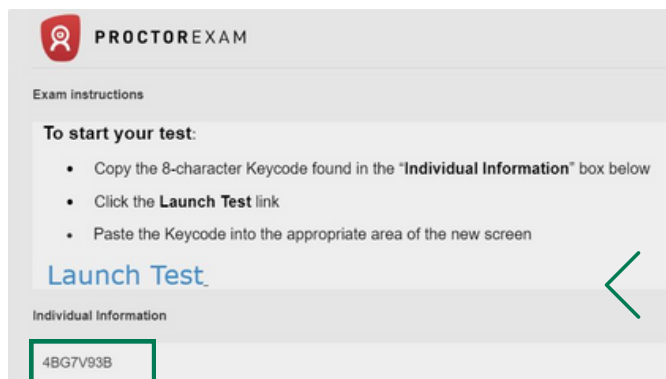 PROCTOREXAM
Exam instructions
To start your test:
• Copy the 8-character Keycode found in the “Individual Information” box below
• Click the Launch Test link
• Paste the Keycode into the appropriate area of the new screen
Launch Test
Individual Information
4BG7V93B